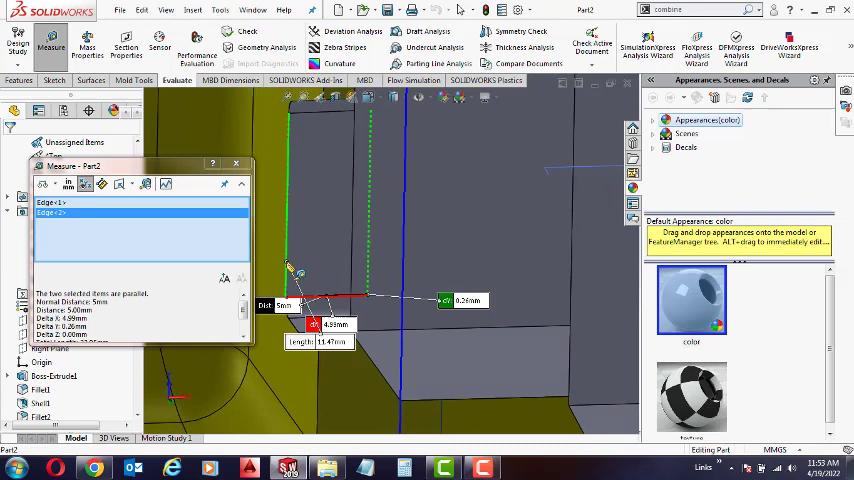 SOLIDWORKS File Edit View Insert Tools Window Help Part2 combine
Design Study
Measure
Mass Properties
Section Properties
Sensor
Performance Evaluation
Check
Geometry Analysis
Import Diagnostics
Deviation Analysis
Zebra Stripes
Curvature
Draft Analysis
Undercut Analysis
Parting Line Analysis
Symmetry Check
Thickness Analysis
Compare Documents
Check Active Document
SimulationXpress Analysis Wizard
FloXpress Analysis Wizard
DFMXpress Analysis Wizard
DriveWorksXpress Wizard
Features Sketch Surfaces Mold Tools Evaluate MBD Dimensions SOLIDWORKS Add-Ins MBD Flow Simulation SOLIDWORKS Plastics
Appearances, Scenes, and Decals
Unassigned Items
Measure - Part2
in mm
Edge<1>
Edge<2>
The two selected items are parallel.
Normal Distance: 5mm
Distance: 5.00mm
Delta X: 4.99mm
Delta Y: 0.26mm
Delta Z: 0.00mm
Right Plane
Origin
Boss-Extrude1
Fillet1
Shell1
Fillet2
Dist: 5mm
dX: 4.99mm
Length: 11.47mm
dY: 0.26mm
Appearances(color)
Scenes
Decals
Default Appearance: color
Drag and drop appearances onto the model or FeatureManager tree. ALT+drag to immediately edit...
color
Model 3D Views Motion Study 1
Part2 Editing Part MMGS
SW 2019
Links » 11:53 AM
4/19/2022